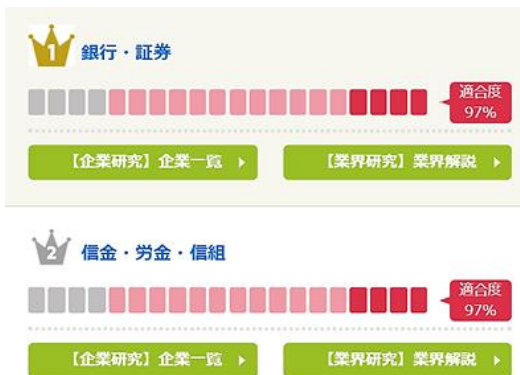 1 銀行・証券
適合度
97%
【企業研究】企業一覧
【業界研究】業界解説
2 信金・労金・信組
適合度
97%
【企業研究】企業一覧
【業界研究】業界解説